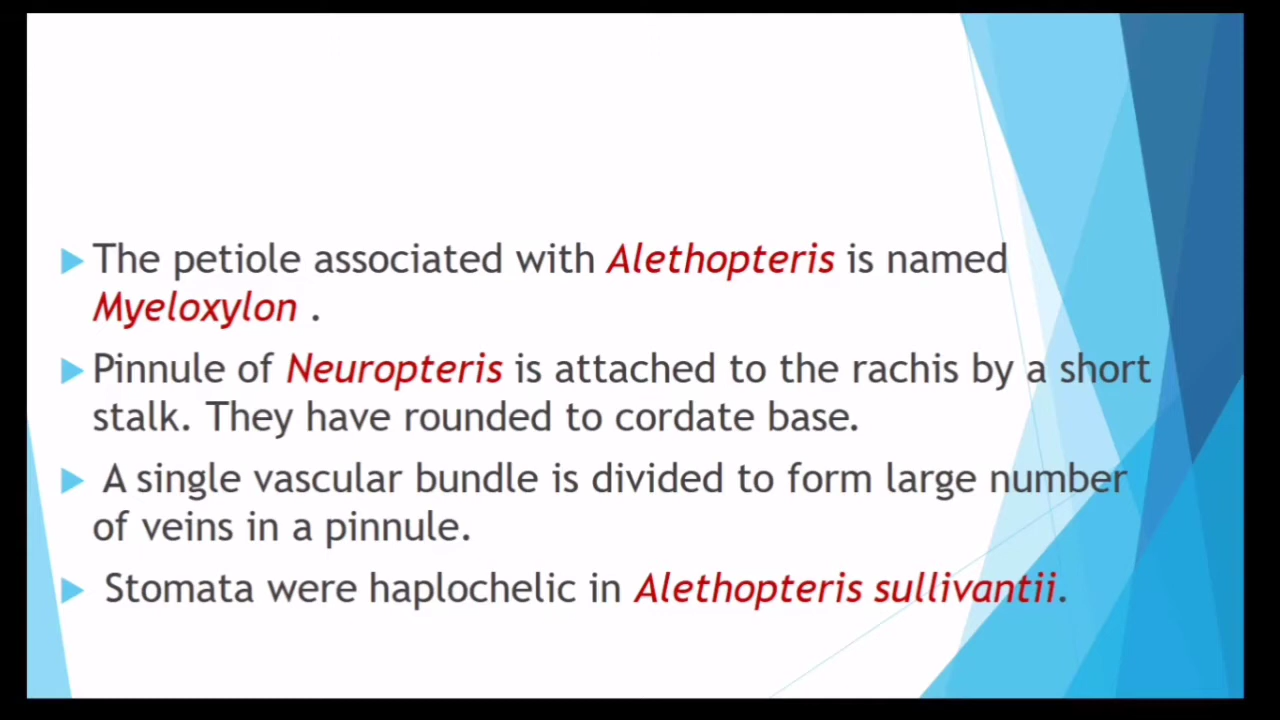 The petiole associated with Alethopteris is named
Myeloxylon .
Pinnule of Neuropteris is attached to the rachis by a short
stalk. They have rounded to cordate base.
A single vascular bundle is divided to form large number
of veins in a pinnule.
Stomata were haplochelic in Alethopteris sullivantii.